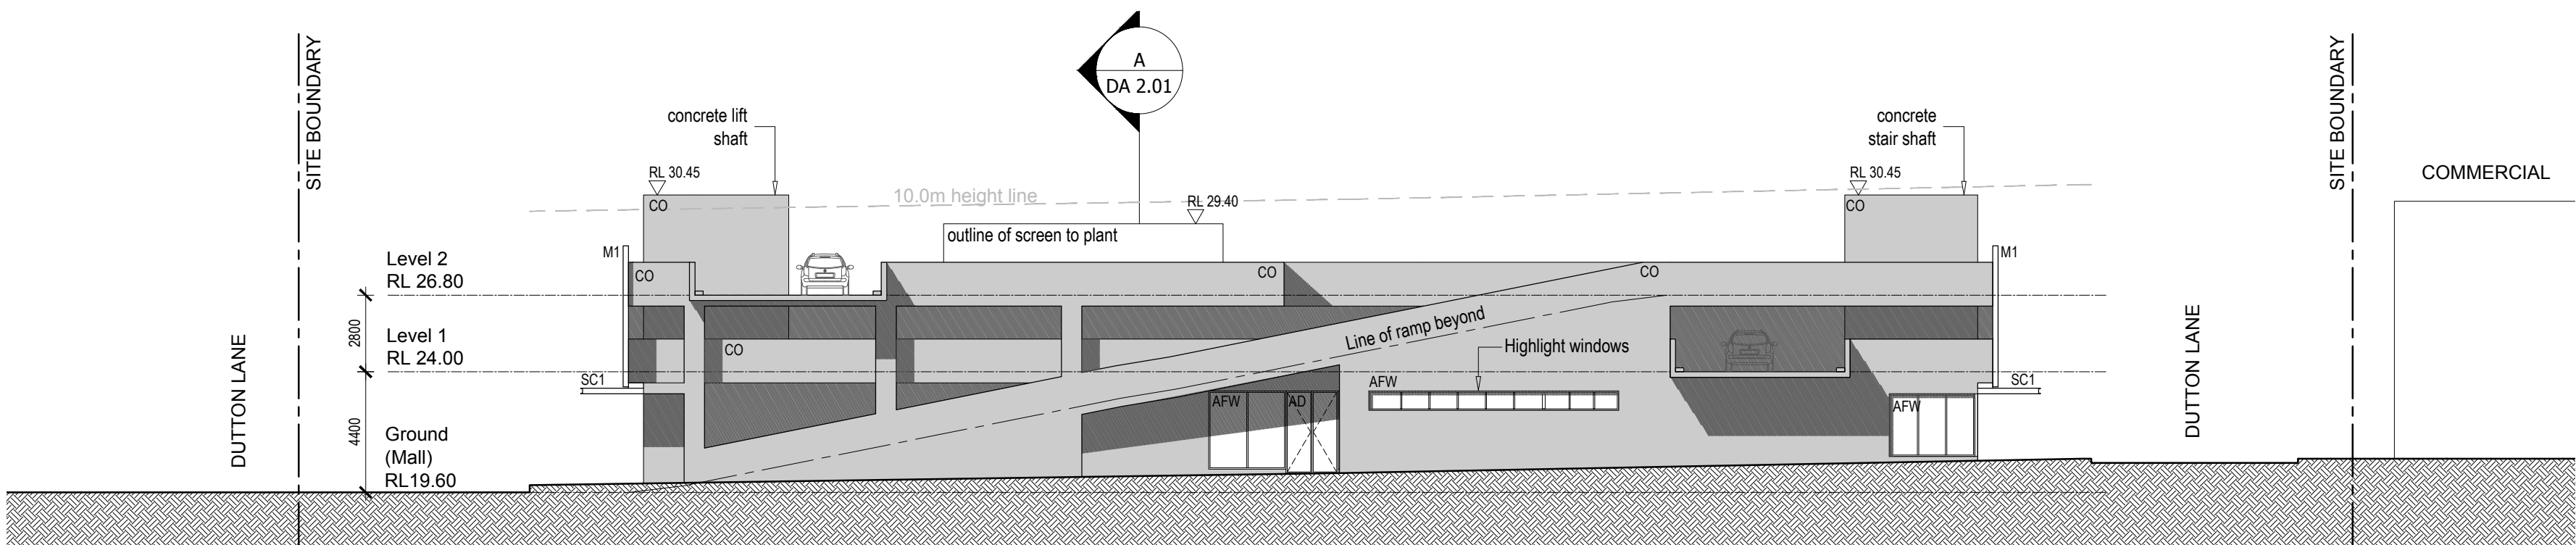 SITE BOUNDARY
DUTTON LANE
A
DA 2.01
concrete lift
shaft
concrete
stair shaft
SITE BOUNDARY
DUTTON LANE
COMMERCIAL
RL 30.45
CO
10.0m height line
RL 29.40
outline of screen to plant
RL 30.45
CO
M1
M1
Level 2
RL 26.80
CO
CO
CO
2800
Level 1
RL 24.00
CO
Line of ramp beyond
Highlight windows
SC1
SC1
AFW
AFW
AD
AFW
4400
Ground
(Mall)
RL19.60